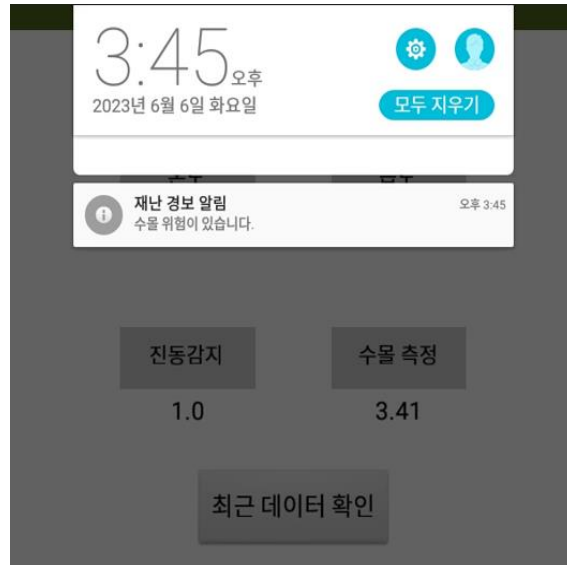 3:45오후
2023년 6월 6일 화요일
모두 지우기
재난 경보 알림
오후 3:45
수몰 위험이 있습니다.
진동감지
수몰 측정
1.0
3.41
최근 데이터 확인